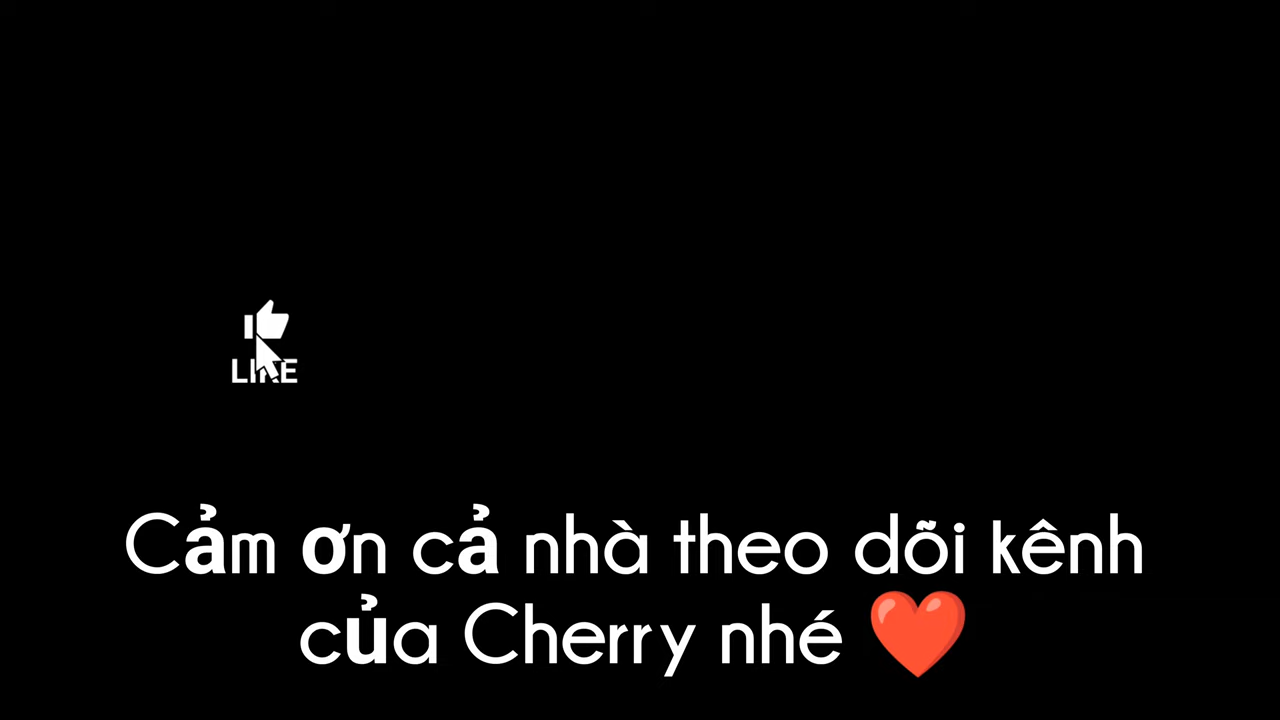 LIKE
Cảm ơn cả nhà theo dõi kênh
của Cherry nhé ❤️